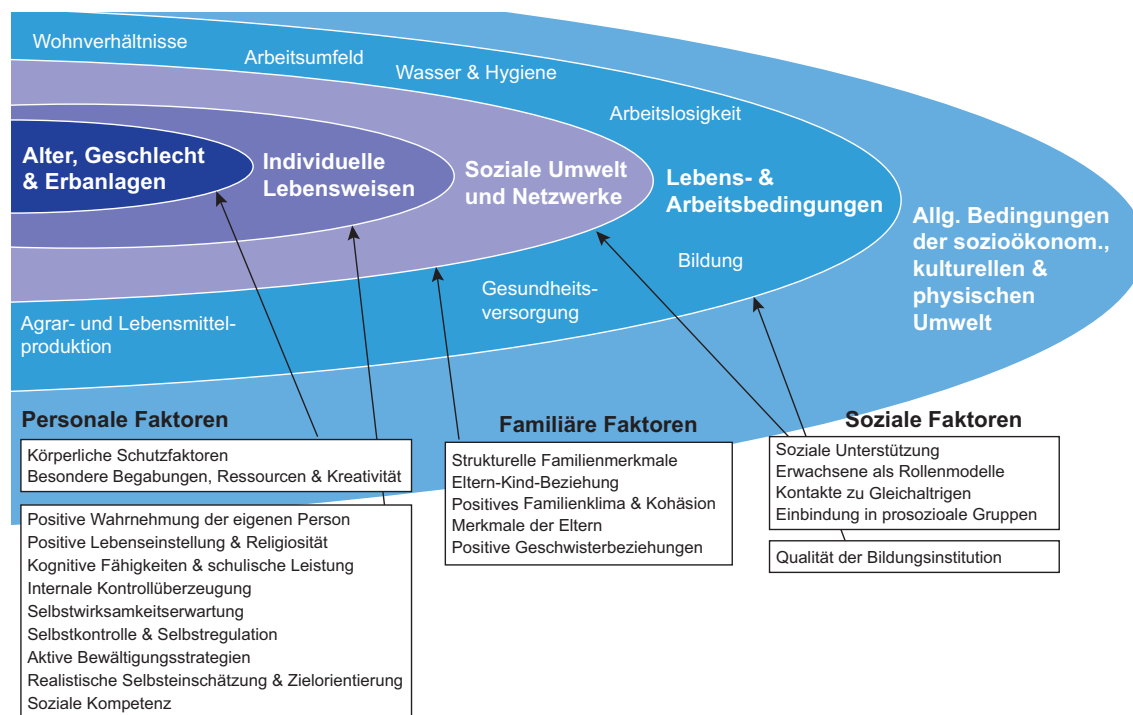 Wohnverhältnisse
Arbeitsumfeld
Wasser & Hygiene
Arbeitslosigkeit
Alter, Geschlecht
& Erbanlagen
Individuelle
Lebensweisen
Soziale Umwelt
und Netzwerke
Lebens- &
Arbeitsbedingungen
Allg. Bedingungen
der sozioökonom.,
kulturellen &
physischen
Umwelt
Bildung
Gesundheits-
versorgung
Agrar- und Lebensmittel-
produktion
Personale Faktoren
Körperliche Schutzfaktoren
Besondere Begabungen, Ressourcen & Kreativität
Positive Wahrnehmung der eigenen Person
Positive Lebenseinstellung & Religiosität
Kognitive Fähigkeiten & schulische Leistung
Internale Kontrollüberzeugung
Selbstwirksamkeitserwartung
Selbstkontrolle & Selbstregulation
Aktive Bewältigungsstrategien
Realistische Selbsteinschätzung & Zielorientierung
Soziale Kompetenz
Familiäre Faktoren
Strukturelle Familienmerkmale
Eltern-Kind-Beziehung
Positives Familienklima & Kohäsion
Merkmale der Eltern
Positive Geschwisterbeziehungen
Soziale Faktoren
Soziale Unterstützung
Erwachsene als Rollenmodelle
Kontakte zu Gleichaltrigen
Einbindung in prosozioale Gruppen
Qualität der Bildungsinstitution